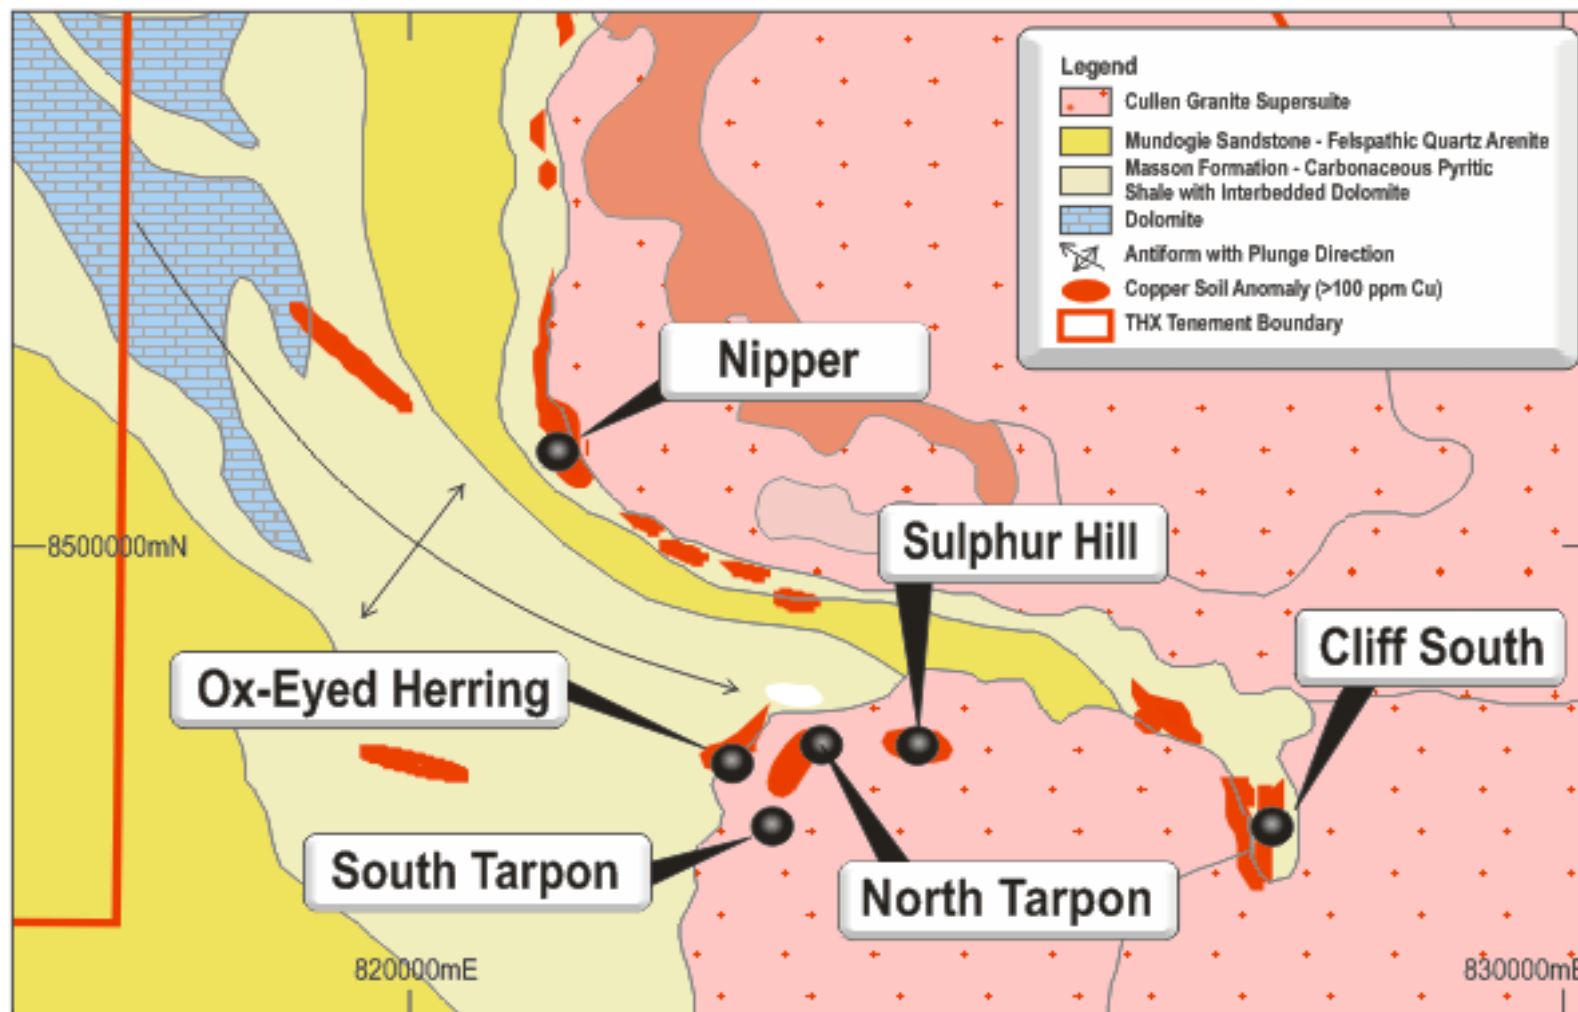 Legend
Cullen Granite Supersuite
Mundogie Sandstone - Felspathic Quartz Arenite
Masson Formation - Carbonaceous Pyritic
Shale with Interbedded Dolomite
Dolomite
Antiform with Plunge Direction
Copper Soil Anomaly (>100 ppm Cu)
THX Tenement Boundary
Nipper
8500000mN
Sulphur Hill
Cliff South
Ox-Eyed Herring
South Tarpon
North Tarpon
820000mE
830000mE